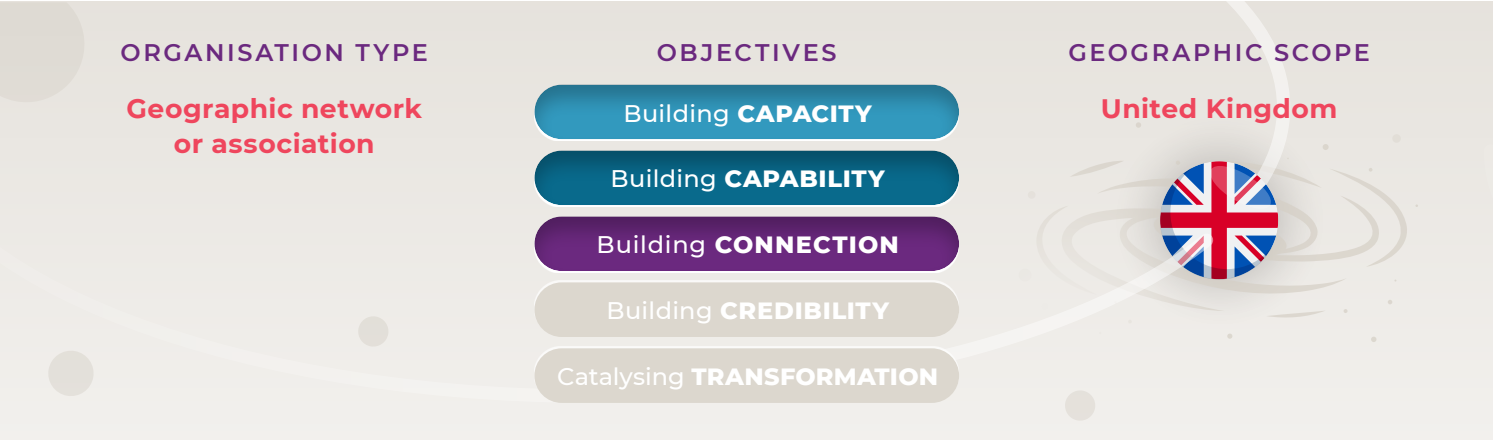 ORGANISATION TYPE
Geographic network
or association
OBJECTIVES
Building CAPACITY
Building CAPABILITY
Building CONNECTION
Building CREDIBILITY
Catalysing TRANSFORMATION
GEOGRAPHIC SCOPE
United Kingdom